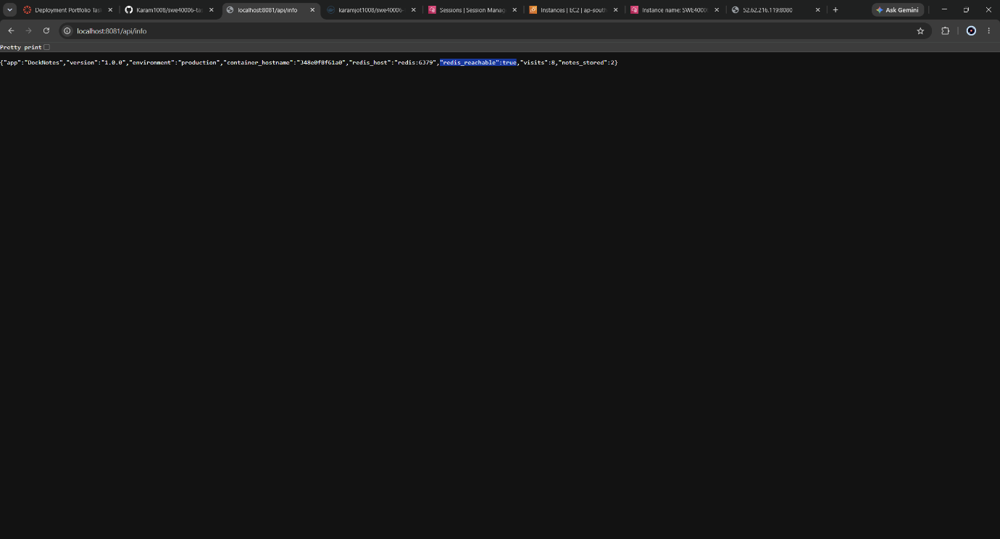 Deployment Portfolio Tas
Karam1008/swe40006-ta
localhost:8081/api/info
karamjot1008/swe40006-
Sessions | Session Manag
Instances | EC2 | ap-south
Instance name: SWE4000
52.62.216.119:8080
Ask Gemini
localhost:8081/api/info
Pretty print
{"app":"DockNotes","version":"1.0.0","environment":"production","container_hostname":"348e0f8f61a0","redis_host":"redis:6379","redis_reachable":true,"visits":8,"notes_stored":2}